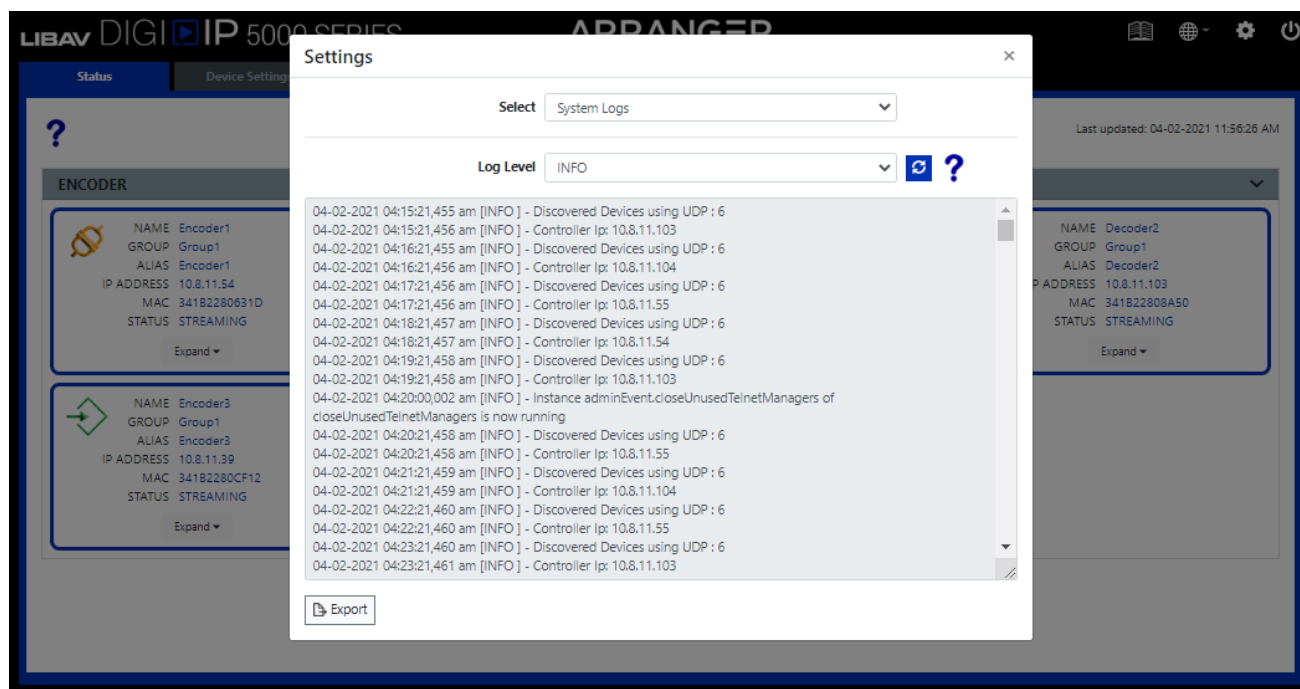 LIBAV DIGI IP 5000 SERIES
ARRANGER
Status
Device Settings
Settings
×
Select
System Logs
Last updated: 04-02-2021 11:56:26 AM
?
Log Level
INFO
?
ENCODER
04-02-2021 04:15:21,455 am [INFO ] - Discovered Devices using UDP : 6
04-02-2021 04:15:21,456 am [INFO ] - Controller Ip: 10.8.11.103
04-02-2021 04:16:21,455 am [INFO ] - Discovered Devices using UDP : 6
04-02-2021 04:16:21,456 am [INFO ] - Controller Ip: 10.8.11.104
04-02-2021 04:17:21,456 am [INFO ] - Discovered Devices using UDP : 6
04-02-2021 04:17:21,456 am [INFO ] - Controller Ip: 10.8.11.55
04-02-2021 04:18:21,457 am [INFO ] - Discovered Devices using UDP : 6
04-02-2021 04:18:21,457 am [INFO ] - Controller Ip: 10.8.11.54
04-02-2021 04:19:21,458 am [INFO ] - Discovered Devices using UDP : 6
04-02-2021 04:19:21,458 am [INFO ] - Controller Ip: 10.8.11.103
04-02-2021 04:20:00,002 am [INFO ] - Instance adminEvent.closeUnusedTelnetManagers of
closeUnusedTelnetManagers is now running
04-02-2021 04:20:21,458 am [INFO ] - Discovered Devices using UDP : 6
04-02-2021 04:20:21,458 am [INFO ] - Controller Ip: 10.8.11.55
04-02-2021 04:21:21,459 am [INFO ] - Discovered Devices using UDP : 6
04-02-2021 04:21:21,459 am [INFO ] - Controller Ip: 10.8.11.104
04-02-2021 04:22:21,460 am [INFO ] - Discovered Devices using UDP : 6
04-02-2021 04:22:21,460 am [INFO ] - Controller Ip: 10.8.11.55
04-02-2021 04:23:21,460 am [INFO ] - Discovered Devices using UDP : 6
04-02-2021 04:23:21,461 am [INFO ] - Controller Ip: 10.8.11.103
Export
NAME Encoder1
GROUP Group1
ALIAS Encoder1
IP ADDRESS 10.8.11.54
MAC 341B2280631D
STATUS STREAMING
Expand
NAME Encoder3
GROUP Group1
ALIAS Encoder3
IP ADDRESS 10.8.11.39
MAC 341B2280CF12
STATUS STREAMING
Expand
NAME Decoder2
GROUP Group1
ALIAS Decoder2
P ADDRESS 10.8.11.103
MAC 341B22808A50
STATUS STREAMING
Expand